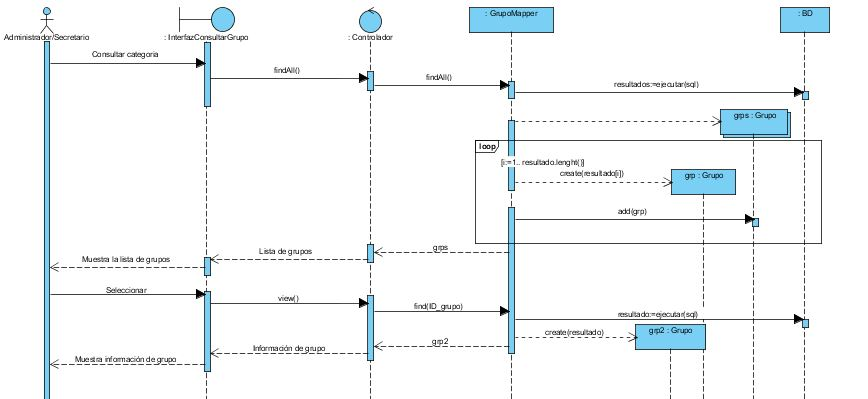 : GrupoMapper
: BD
Administrador/Secretario
: InterfazConsultarGrupo
: Controlador
Consultar categoria
findAll()
findAll()
resultados:=ejecutar(sql)
grps : Grupo
loop
[i:=1.. resultado.lenght()]
create(resultado[i])
grp : Grupo
add(grp)
grps
Lista de grupos
Muestra la lista de grupos
Seleccionar
view()
find(ID_grupo)
resultado:=ejecutar(sql)
create(resultado)
grp2 : Grupo
grp2
Información de grupo
Muestra información de grupo